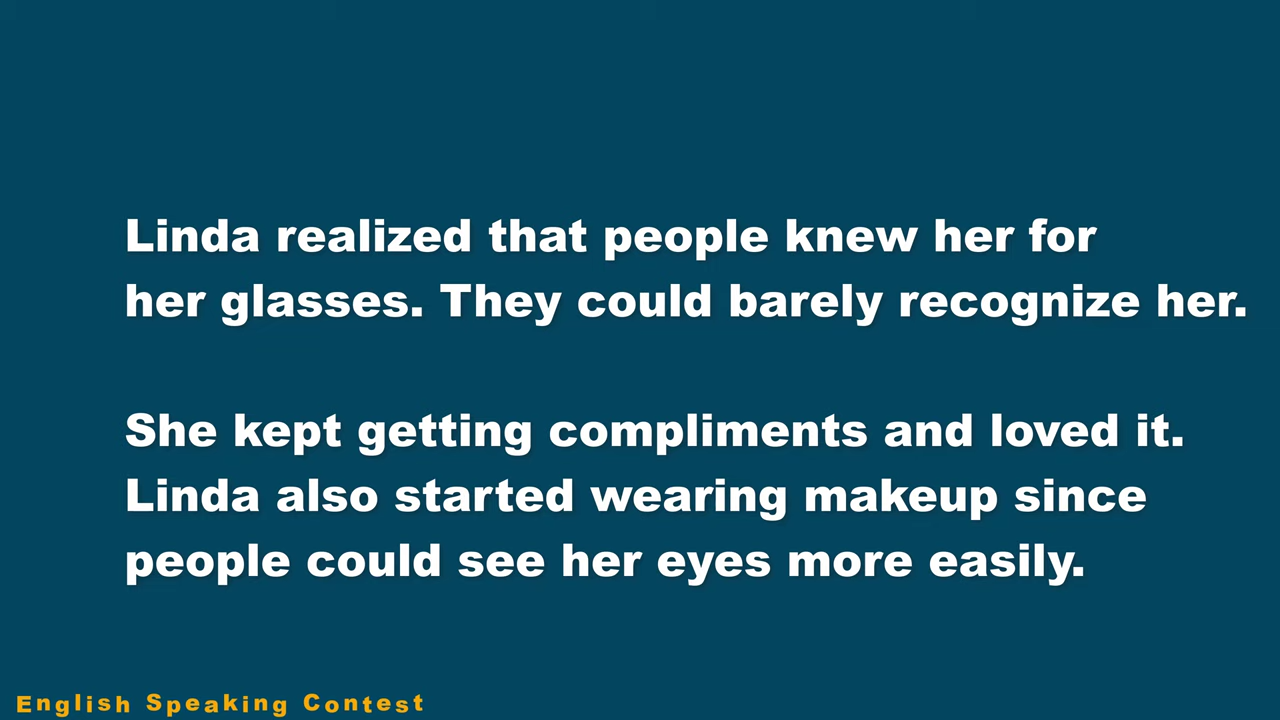 Linda realized that people knew her for
her glasses. They could barely recognize her.
She kept getting compliments and loved it.
Linda also started wearing makeup since
people could see her eyes more easily.
English Speaking Contest